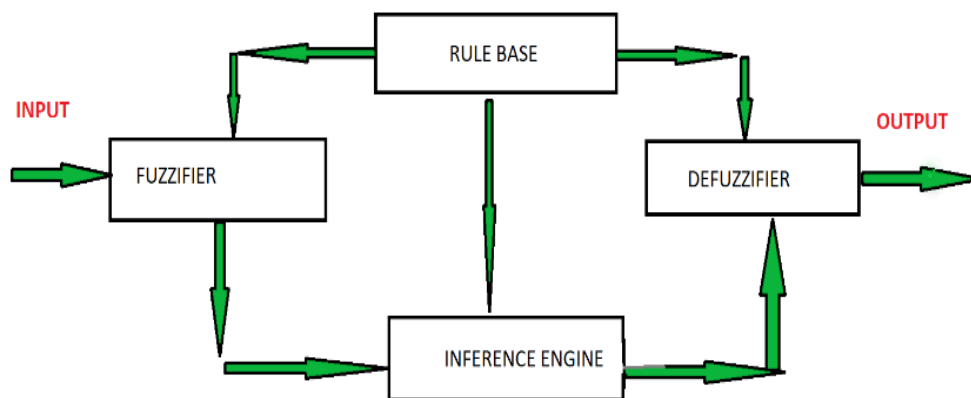 RULE BASE
INPUT
OUTPUT
FUZZIFIER
DEFUZZIFIER
INFERENCE ENGINE